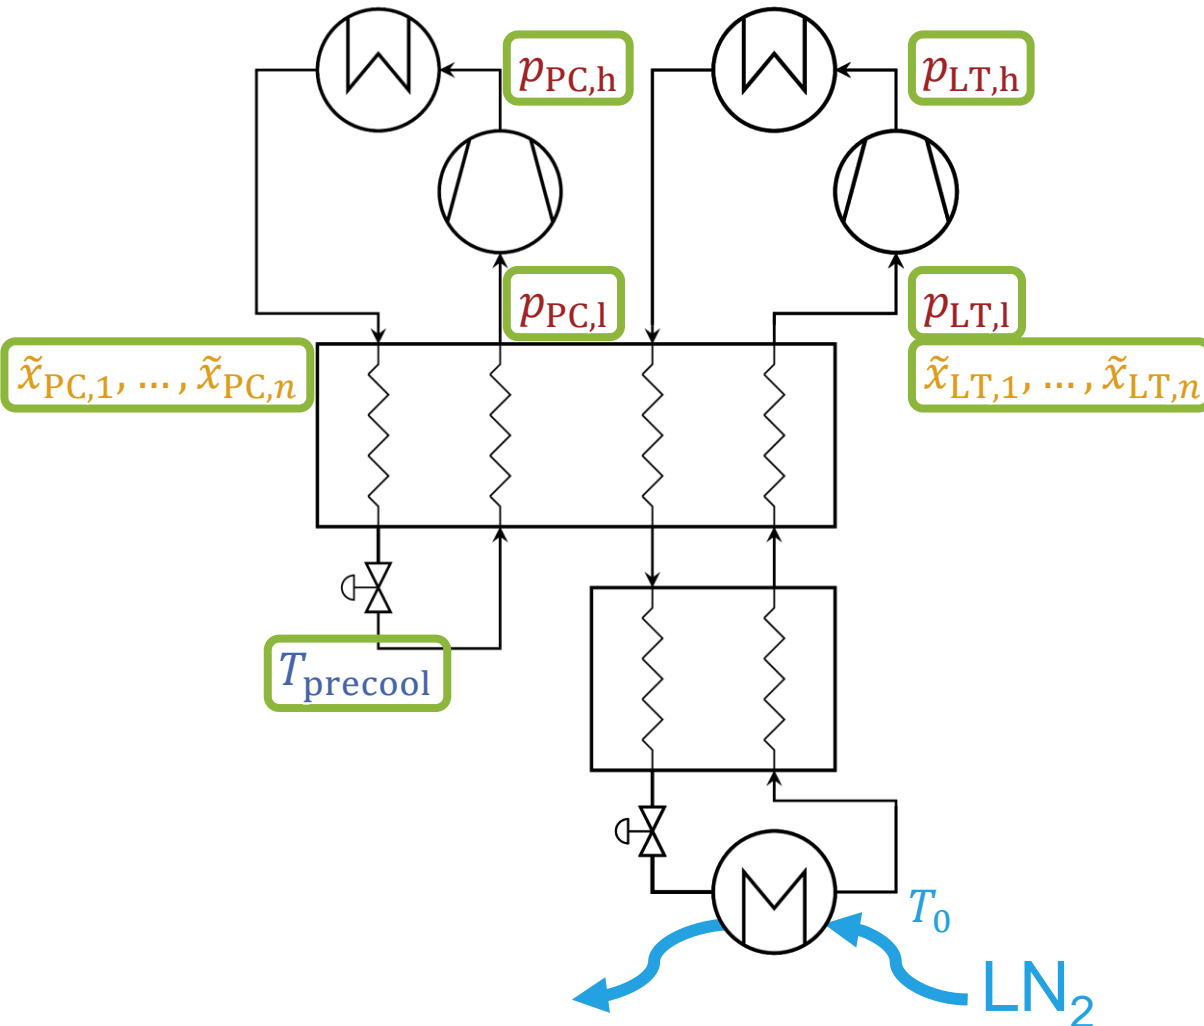 p_PC,h
p_LT,h
p_PC,l
p_LT,l
x̃_PC,1, …, x̃_PC,n
x̃_LT,1, …, x̃_LT,n
T_precool
T_0
LN_2